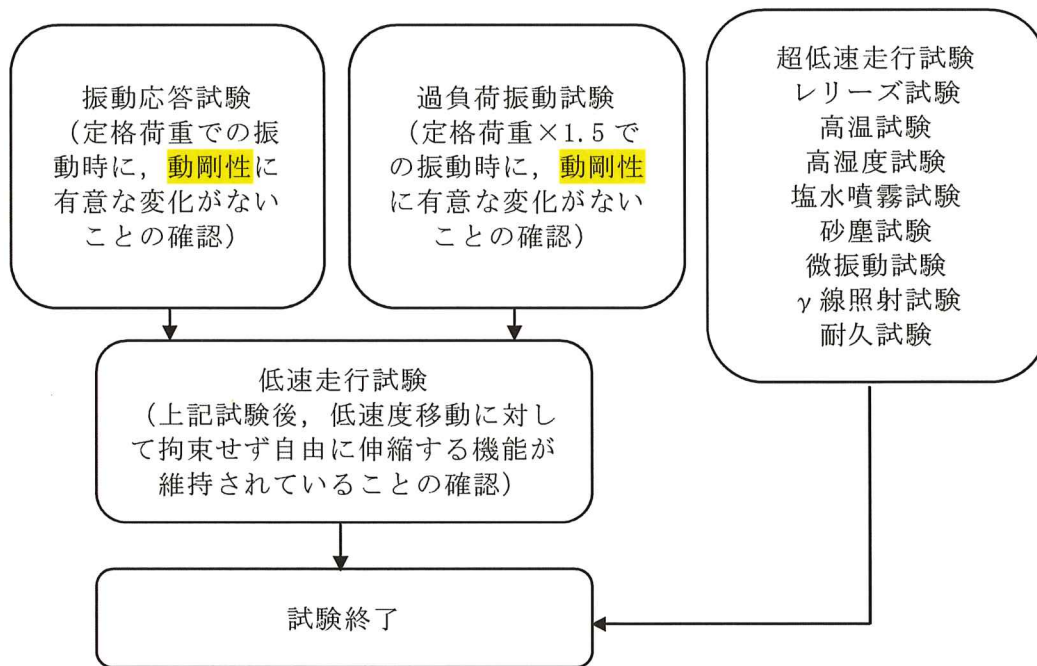 振動応答試験
（定格荷重での振
動時に，動剛性に
有意な変化がない
ことの確認）
過負荷振動試験
（定格荷重×1.5で
の振動時に，動剛性
に有意な変化がない
ことの確認）
超低速走行試験
レリーズ試験
高温試験
高湿度試験
塩水噴霧試験
砂塵試験
微振動試験
γ線照射試験
耐久試験
低速走行試験
（上記試験後，低速度移動に対し
て拘束せず自由に伸縮する機能が
維持されていることの確認）
試験終了